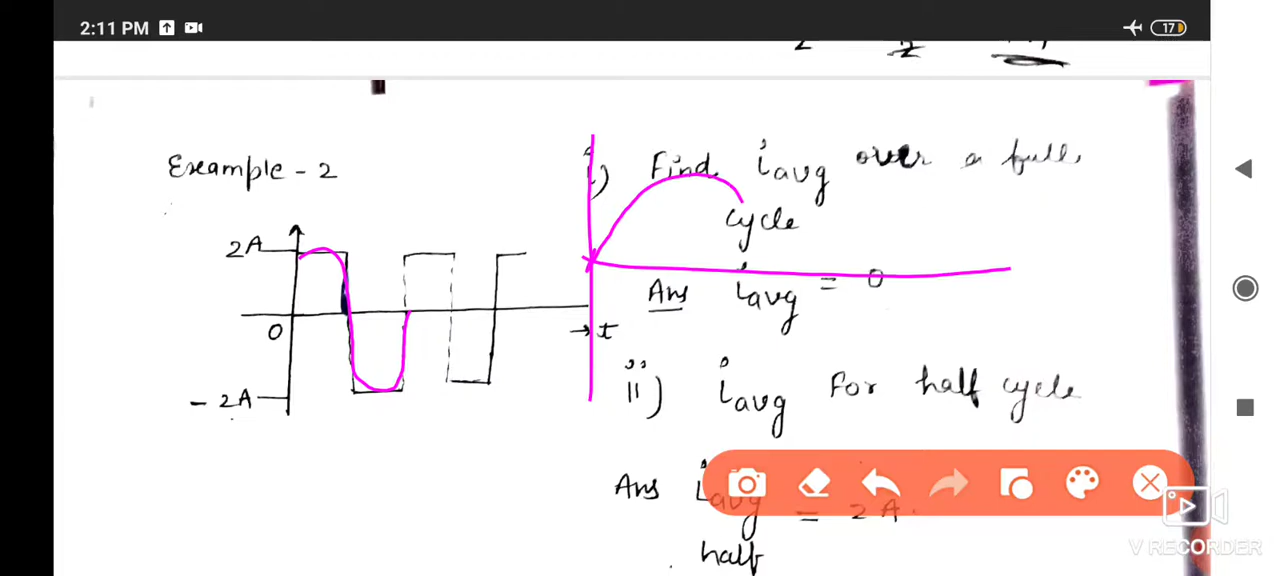 2:11 PM
17
Example - 2
i) Find iavg over a full
cycle
Ans iavg = 0
2A
0
→ t
- 2A
ii) iavg For half cycle
Ans iavg = 2A.
half
V RECORDER